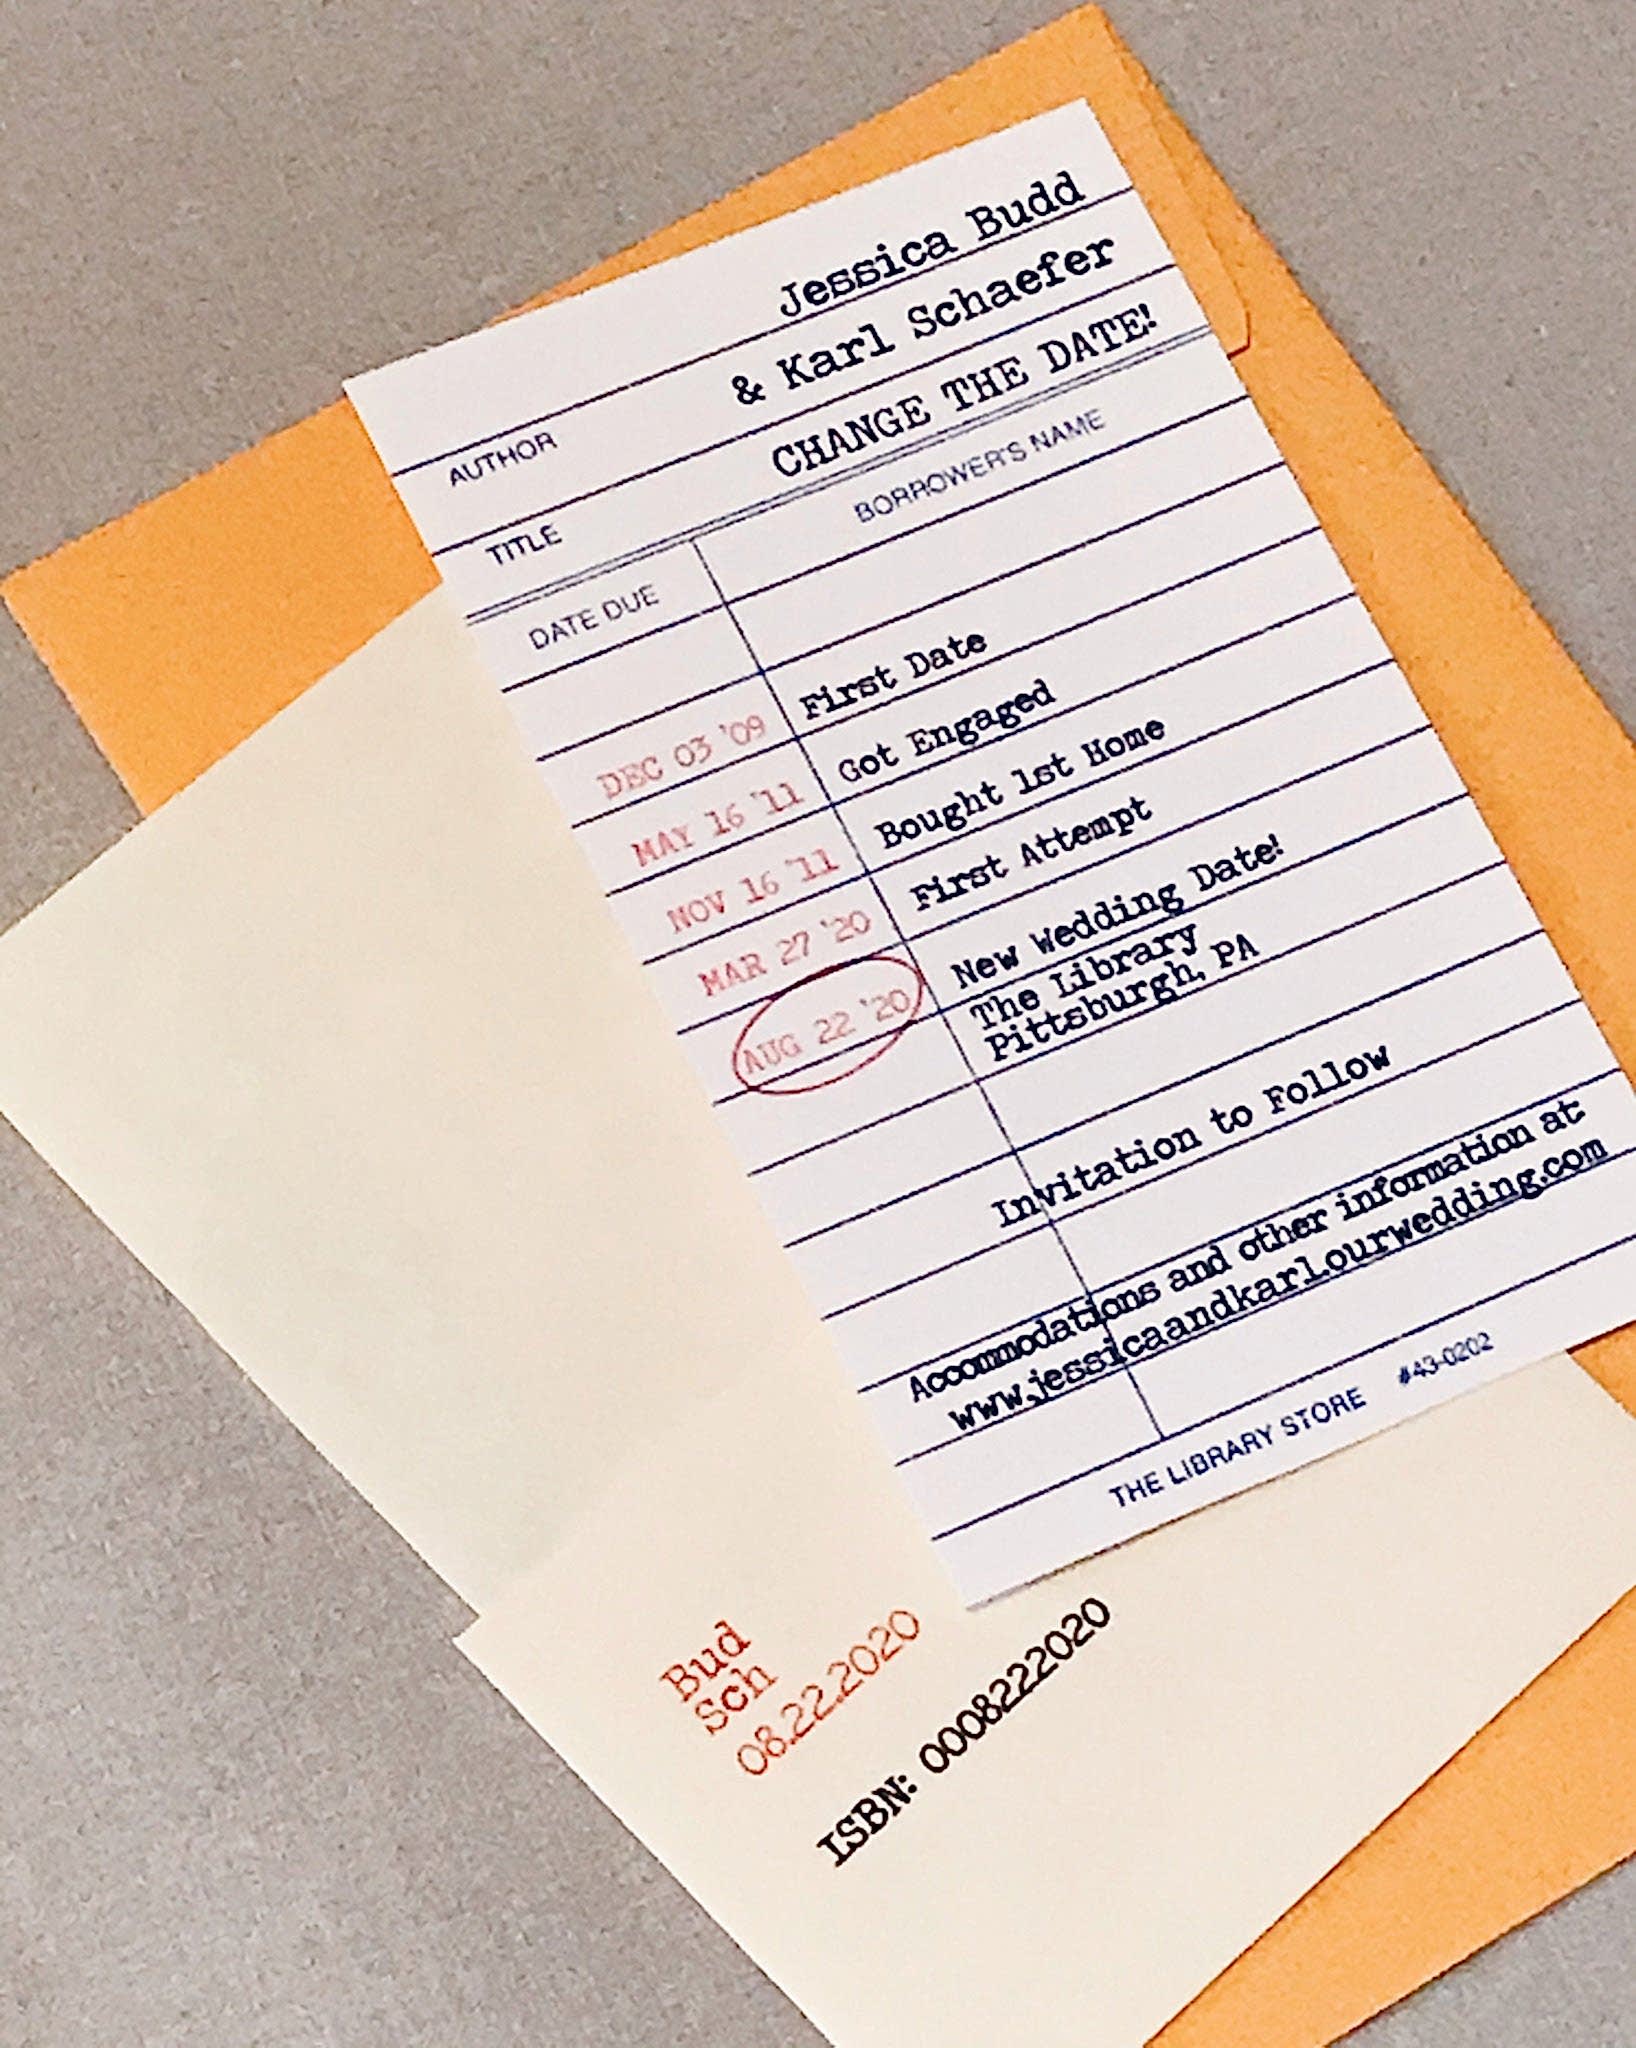 Jessica Budd
AUTHOR & Karl Schaefer
TITLE CHANGE THE DATE!
DATE DUE BORROWER'S NAME
DEC 03 '09 First Date
MAY 16 '11 Got Engaged
NOV 16 '11 Bought 1st Home
MAR 27 '20 First Attempt
AUG 22 '20 New Wedding Date!
The Library
Pittsburgh, PA
Invitation to Follow
Accommodations and other information at
www.jessicaandkarl.ourwedding.com
THE LIBRARY STORE #43-0202
Bud
Sch
08.22.2020
ISBN: 0008222020